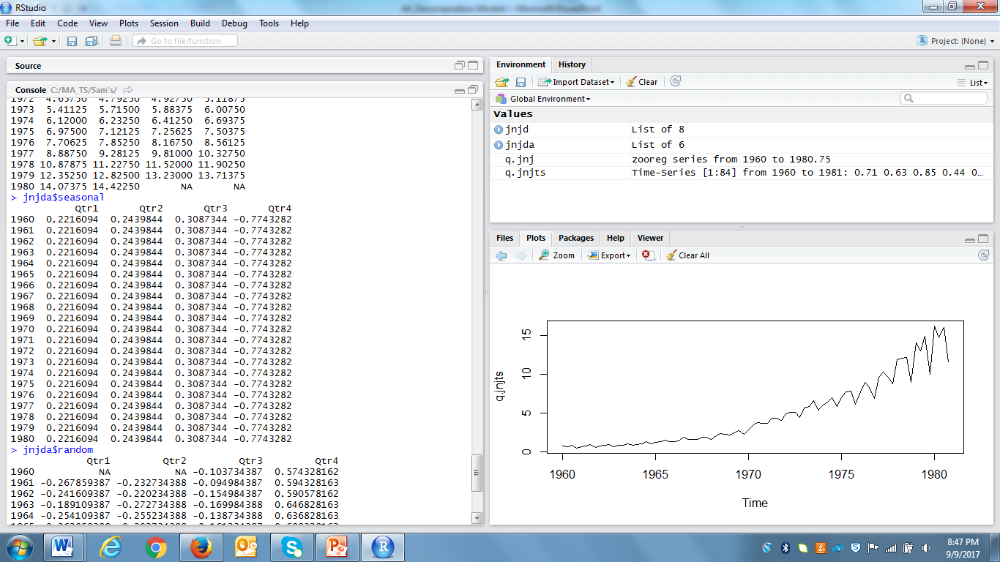 RStudio
File Edit Code View Plots Session Build Debug Tools Help
Go to file/function
Project: (None)
Source
Console C:/MA_TS/Sam's/
1972 4.65750 4.79250 4.92750 5.11875
1973 5.41125 5.71500 5.88375 6.00750
1974 6.12000 6.23250 6.41250 6.69375
1975 6.97500 7.12125 7.25625 7.50375
1976 7.70625 7.85250 8.16750 8.56125
1977 8.88750 9.28125 9.81000 10.32750
1978 10.87875 11.22750 11.52000 11.90250
1979 12.35250 12.82500 13.23000 13.71375
1980 14.07375 14.42250 NA NA
> jnjda$seasonal
Qtr1 Qtr2 Qtr3 Qtr4
1960 0.2216094 0.2439844 0.3087344 -0.7743282
1961 0.2216094 0.2439844 0.3087344 -0.7743282
1962 0.2216094 0.2439844 0.3087344 -0.7743282
1963 0.2216094 0.2439844 0.3087344 -0.7743282
1964 0.2216094 0.2439844 0.3087344 -0.7743282
1965 0.2216094 0.2439844 0.3087344 -0.7743282
1966 0.2216094 0.2439844 0.3087344 -0.7743282
1967 0.2216094 0.2439844 0.3087344 -0.7743282
1968 0.2216094 0.2439844 0.3087344 -0.7743282
1969 0.2216094 0.2439844 0.3087344 -0.7743282
1970 0.2216094 0.2439844 0.3087344 -0.7743282
1971 0.2216094 0.2439844 0.3087344 -0.7743282
1972 0.2216094 0.2439844 0.3087344 -0.7743282
1973 0.2216094 0.2439844 0.3087344 -0.7743282
1974 0.2216094 0.2439844 0.3087344 -0.7743282
1975 0.2216094 0.2439844 0.3087344 -0.7743282
1976 0.2216094 0.2439844 0.3087344 -0.7743282
1977 0.2216094 0.2439844 0.3087344 -0.7743282
1978 0.2216094 0.2439844 0.3087344 -0.7743282
1979 0.2216094 0.2439844 0.3087344 -0.7743282
1980 0.2216094 0.2439844 0.3087344 -0.7743282
> jnjda$random
Qtr1 Qtr2 Qtr3 Qtr4
1960 NA NA -0.103734387 0.574328162
1961 -0.267859387 -0.232734388 -0.094984387 0.594328163
1962 -0.241609387 -0.220234388 -0.154984388 0.590578162
1963 -0.189109387 -0.272734388 -0.169984388 0.646828163
1964 -0.254109387 -0.255234388 -0.138734387 0.636828163
Environment History
Import Dataset Clear List
Global Environment
Values
jnjd List of 8
jnjda List of 6
q.jnj zooreg series from 1960 to 1980.75
q.jnjts Time-Series [1:84] from 1960 to 1981: 0.71 0.63 0.85 0.44 0...
Files Plots Packages Help Viewer
Zoom Export Clear All
q.jnjts
15
10
5
0
1960 1965 1970 1975 1980
Time
8:47 PM
9/9/2017